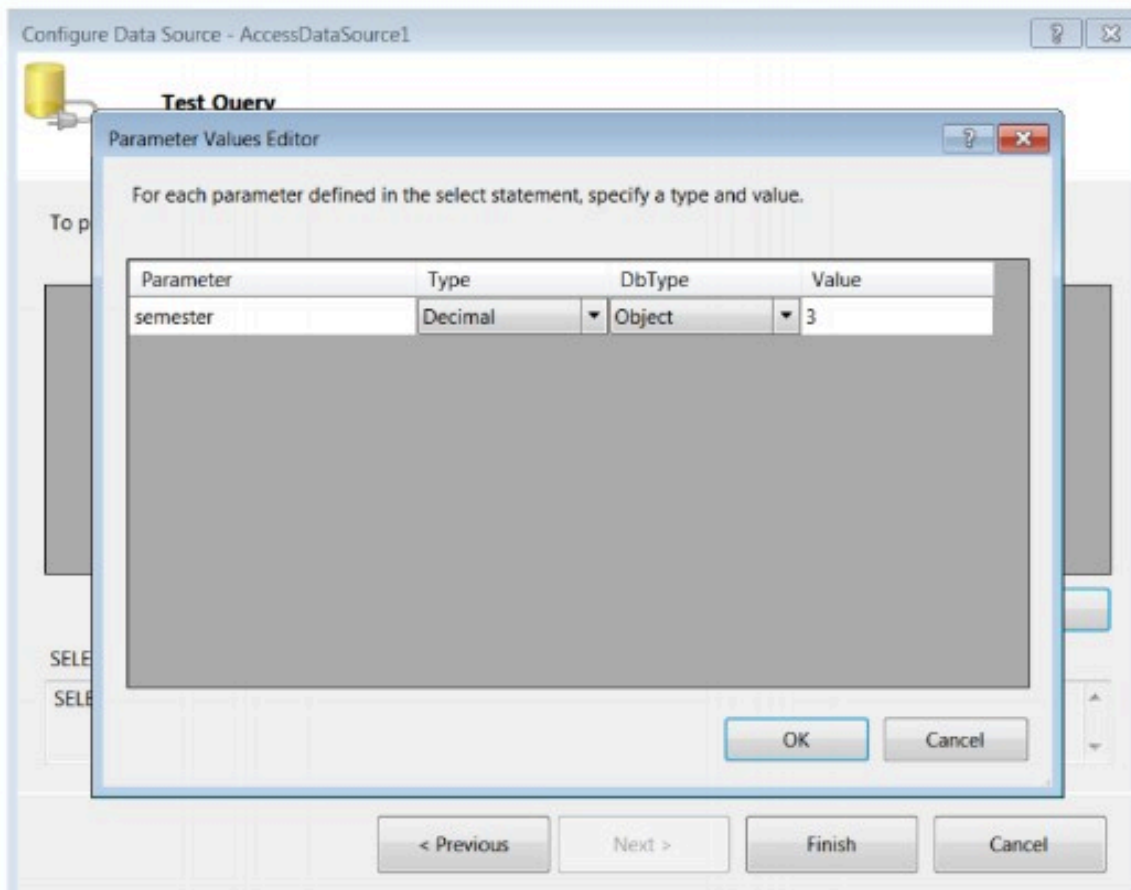 Configure Data Source - AccessDataSource1
Test Query
Parameter Values Editor
For each parameter defined in the select statement, specify a type and value.
To p
Parameter Type DbType Value
semester Decimal Object 3
SELE
SELE
OK Cancel
< Previous Next > Finish Cancel